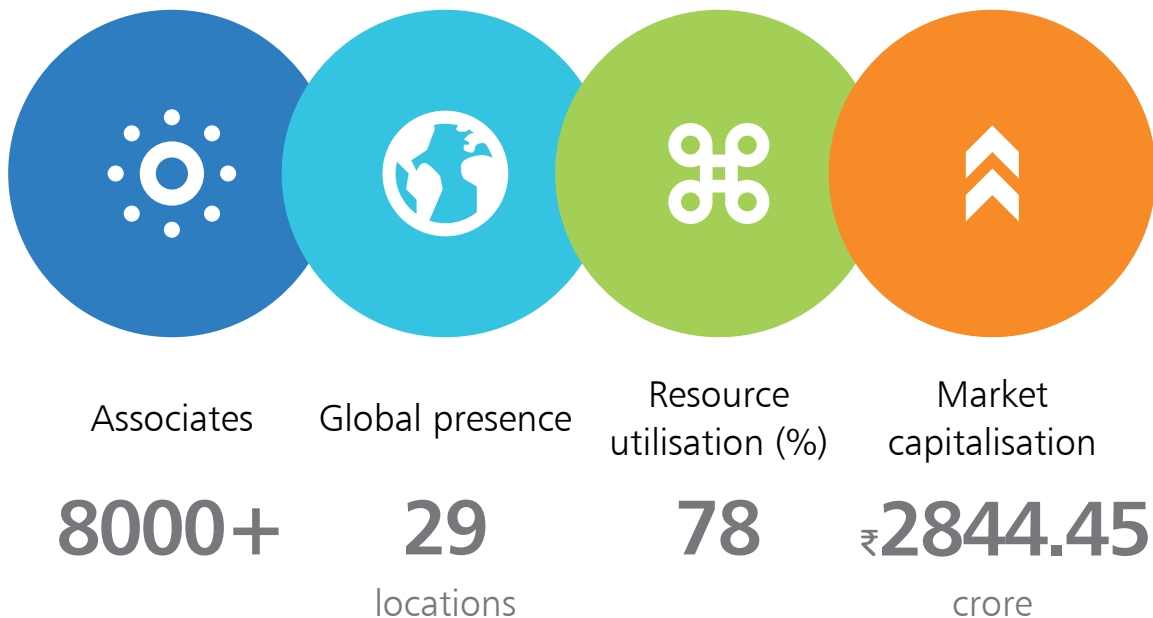 Associates
8000+
Global presence
29
locations
Resource
utilisation (%)
78
Market
capitalisation
₹2844.45
crore